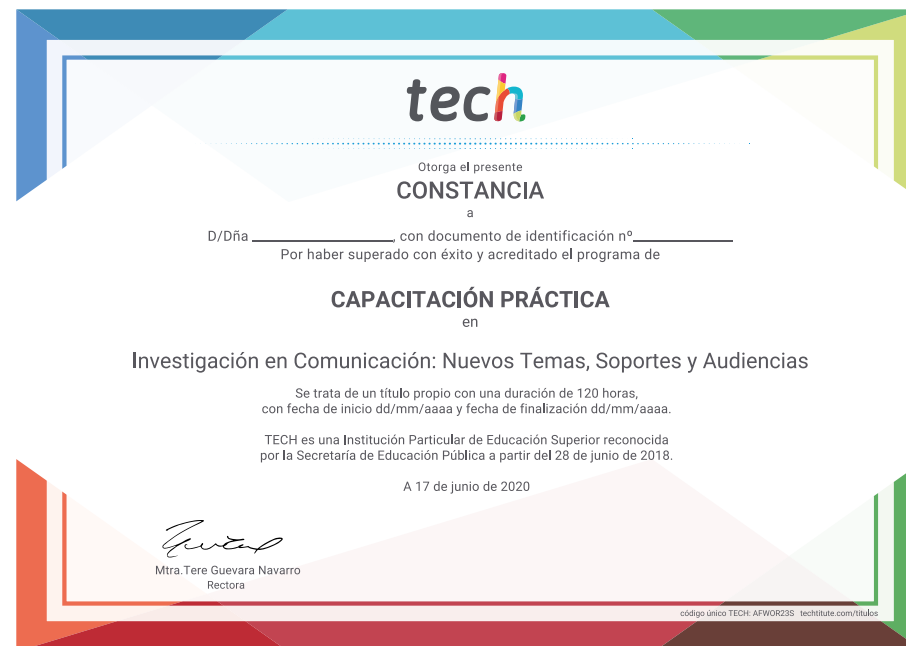 tech
Otorga el presente
CONSTANCIA
a
D/Dña ____________________, con documento de identificación nº______________
Por haber superado con éxito y acreditado el programa de
CAPACITACIÓN PRÁCTICA
en
Investigación en Comunicación: Nuevos Temas, Soportes y Audiencias
Se trata de un título propio con una duración de 120 horas,
con fecha de inicio dd/mm/aaaa y fecha de finalización dd/mm/aaaa.
TECH es una Institución Particular de Educación Superior reconocida
por la Secretaría de Educación Pública a partir del 28 de junio de 2018.
A 17 de junio de 2020
Mtra.Tere Guevara Navarro
Rectora
código único TECH: AFWOR23S techtitute.com/títulos